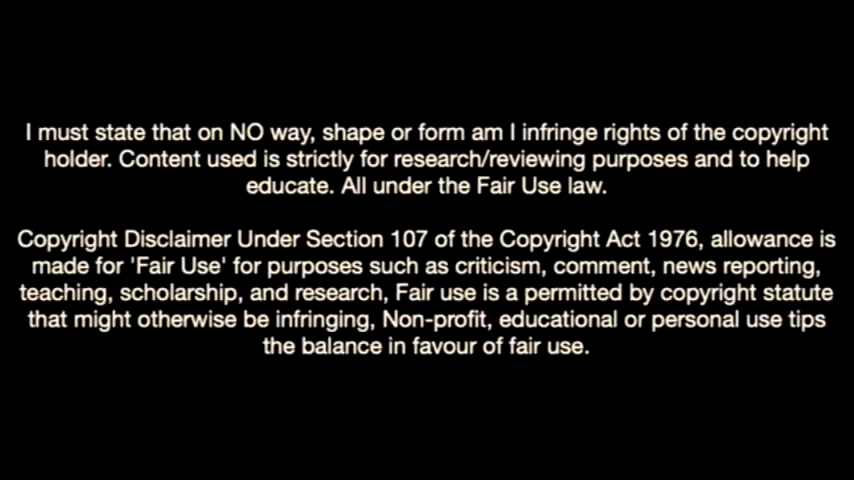 I must state that on NO way, shape or form am I infringe rights of the copyright
holder. Content used is strictly for research/reviewing purposes and to help
educate. All under the Fair Use law.
Copyright Disclaimer Under Section 107 of the Copyright Act 1976, allowance is
made for 'Fair Use' for purposes such as criticism, comment, news reporting,
teaching, scholarship, and research, Fair use is a permitted by copyright statute
that might otherwise be infringing, Non-profit, educational or personal use tips
the balance in favour of fair use.